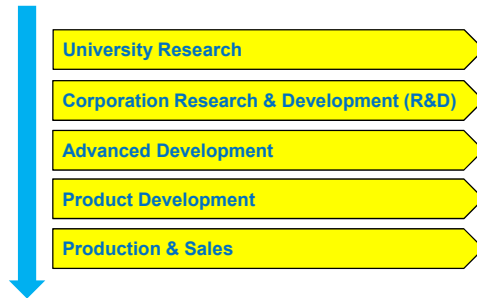 University Research
Corporation Research & Development (R&D)
Advanced Development
Product Development
Production & Sales